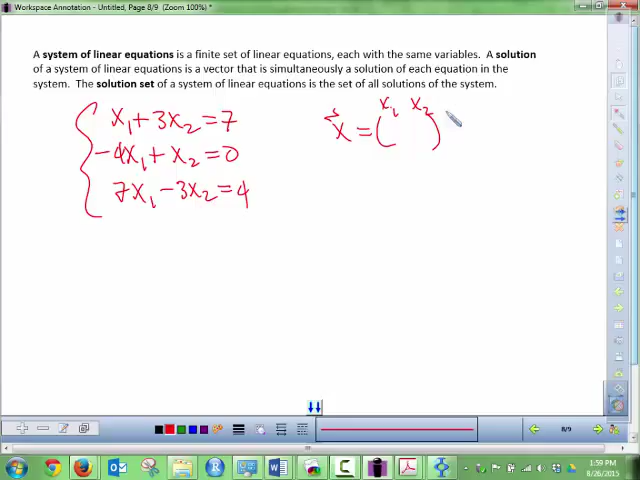 Workspace Annotation - Untitled, Page 8/9 (Zoom 100%)
A system of linear equations is a finite set of linear equations, each with the same variables. A solution
of a system of linear equations is a vector that is simultaneously a solution of each equation in the
system. The solution set of a system of linear equations is the set of all solutions of the system.
x₁ + 3x₂ = 7
-4x₁ + x₂ = 0
7x₁ - 3x₂ = 4
x₁ x₂
x⃗ = ( )
8/9
1:59 PM
8/26/2015